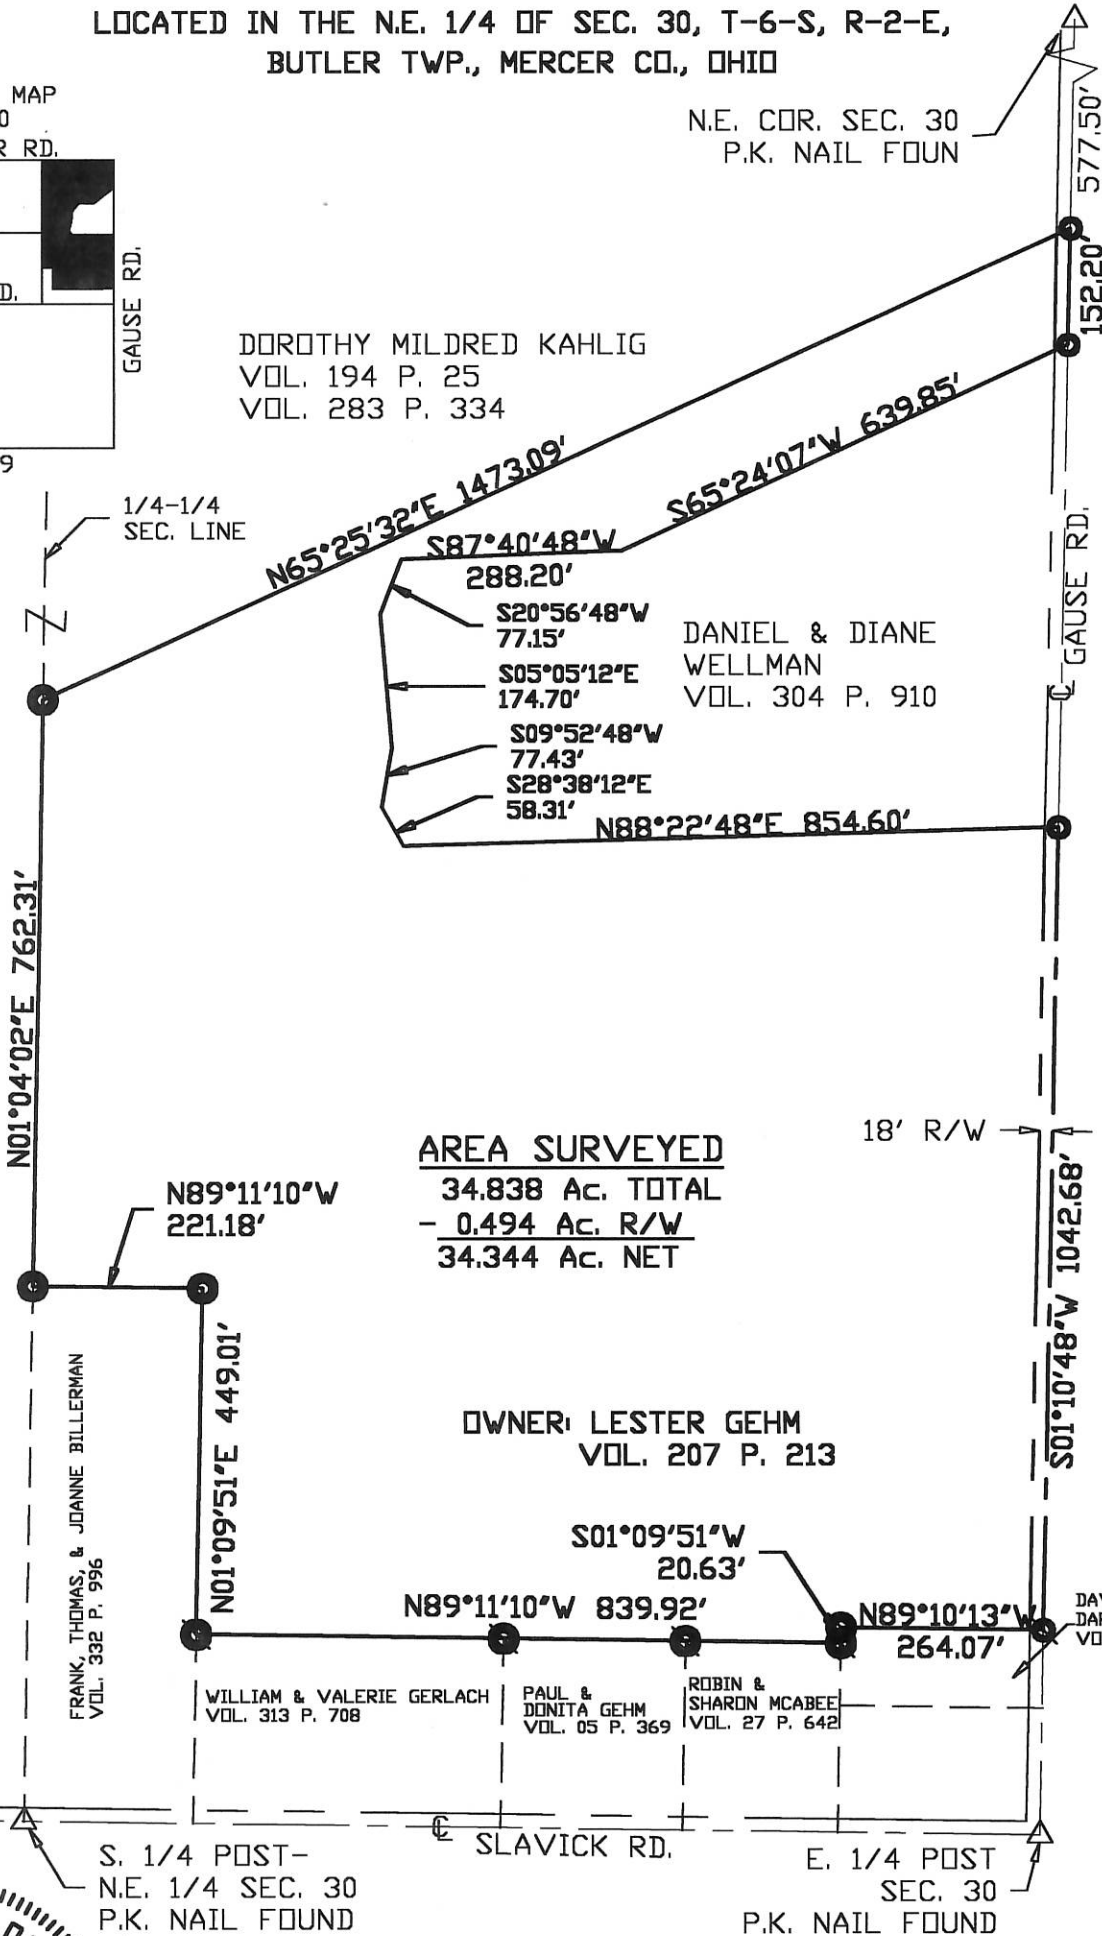 LOCATED IN THE N.E. 1/4 OF SEC. 30, T-6-S, R-2-E,
BUTLER TWP., MERCER CO., OHIO
MAP
RD.
GAUSE RD.
N.E. COR. SEC. 30
P.K. NAIL FOUN
577.50'
152.20'
DOROTHY MILDRED KAHLIG
VOL. 194 P. 25
VOL. 283 P. 334
1/4-1/4
SEC. LINE
N65°25'32"E 1473.09'
S65°24'07"W 639.85'
S87°40'48"W
288.20'
S20°56'48"W
77.15'
S05°05'12"E
174.70'
S09°52'48"W
77.43'
S28°38'12"E
58.31'
DANIEL & DIANE
WELLMAN
VOL. 304 P. 910
℄ GAUSE RD.
N88°22'48"E 854.60'
N01°04'02"E 762.31'
18' R/W
AREA SURVEYED
34.838 Ac. TOTAL
- 0.494 Ac. R/W
34.344 Ac. NET
N89°11'10"W
221.18'
S01°10'48"W 1042.68'
N01°09'51"E 449.01'
FRANK, THOMAS, & JOANNE BILLERMAN
VOL. 332 P. 996
OWNER: LESTER GEHM
VOL. 207 P. 213
S01°09'51"W
20.63'
N89°11'10"W 839.92'
N89°10'13"W
264.07'
WILLIAM & VALERIE GERLACH
VOL. 313 P. 708
PAUL &
DONITA GEHM
VOL. 05 P. 369
ROBIN &
SHARON MCABEE
VOL. 27 P. 642
℄ SLAVICK RD.
S. 1/4 POST-
N.E. 1/4 SEC. 30
P.K. NAIL FOUND
E. 1/4 POST
SEC. 30
P.K. NAIL FOUND